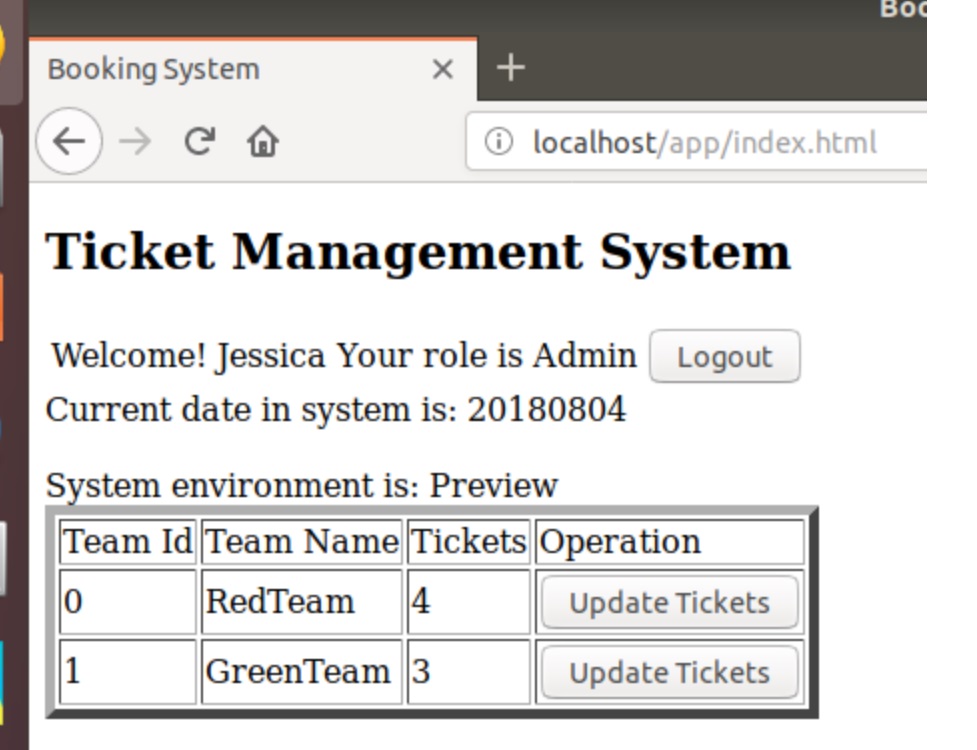 Boo
Booking System
localhost/app/index.html
Ticket Management System
Welcome! Jessica Your role is Admin Logout
Current date in system is: 20180804
System environment is: Preview
Team Id Team Name Tickets Operation
0 RedTeam 4 Update Tickets
1 GreenTeam 3 Update Tickets